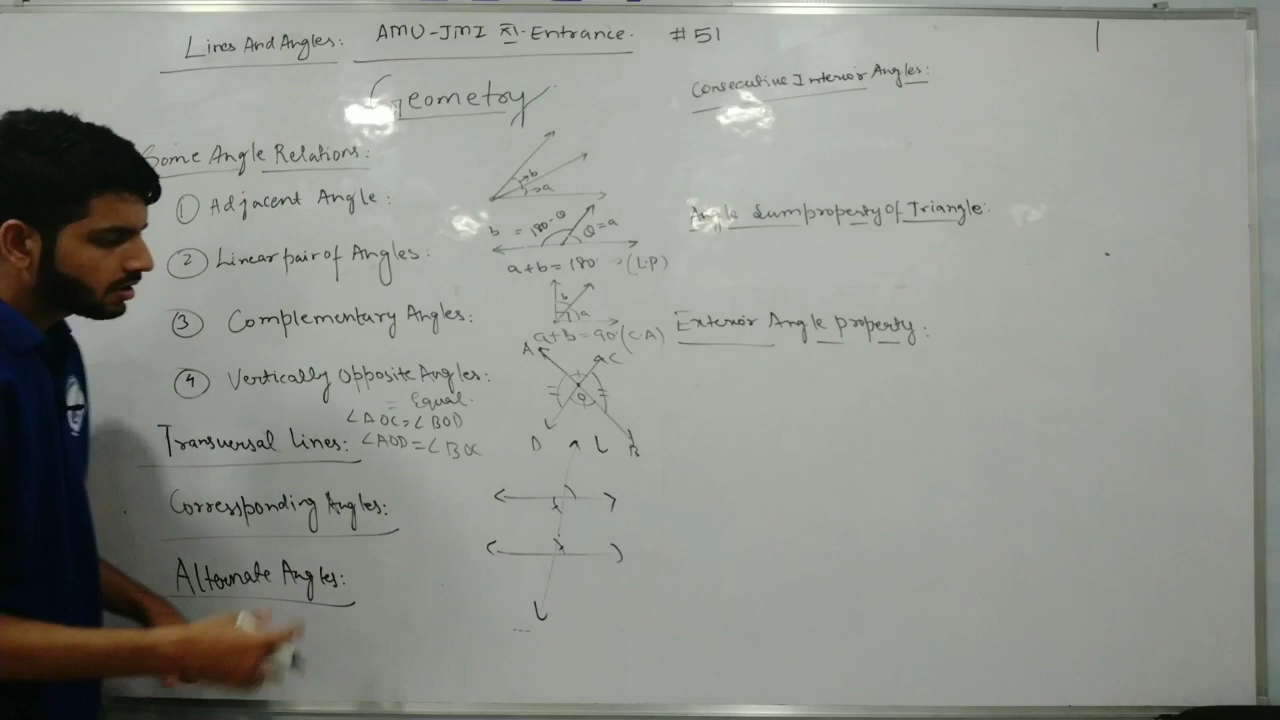 Lines And Angles: AMU-JMI XI-Entrance. #51
Geometry
Some Angle Relations:
1 Adjacent Angle:
b
a
2 Linear pair of Angles:
b = 180-θ θ=a
a+b = 180 → (L.P)
3 Complementary Angles:
b
a
a+b = 90° (C.A)
4 Vertically Opposite Angles:
= Equal.
∠AOC = ∠BOD
∠AOD = ∠BOC
A C
O
D B
Transversal Lines:
L
Corressponding Angles:
Alternate Angles:
Consecutive Interior Angles:
Angle Sum property of Triangle:
Exterior Angle property: